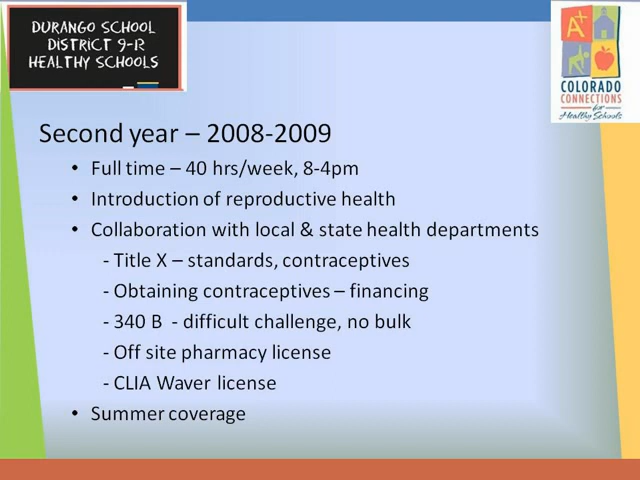 DURANGO SCHOOL
DISTRICT 9-R
HEALTHY SCHOOLS
A+
COLORADO
CONNECTIONS
for
Healthy Schools
Second year – 2008-2009
• Full time – 40 hrs/week, 8-4pm
• Introduction of reproductive health
• Collaboration with local & state health departments
- Title X – standards, contraceptives
- Obtaining contraceptives – financing
- 340 B - difficult challenge, no bulk
- Off site pharmacy license
- CLIA Waver license
• Summer coverage